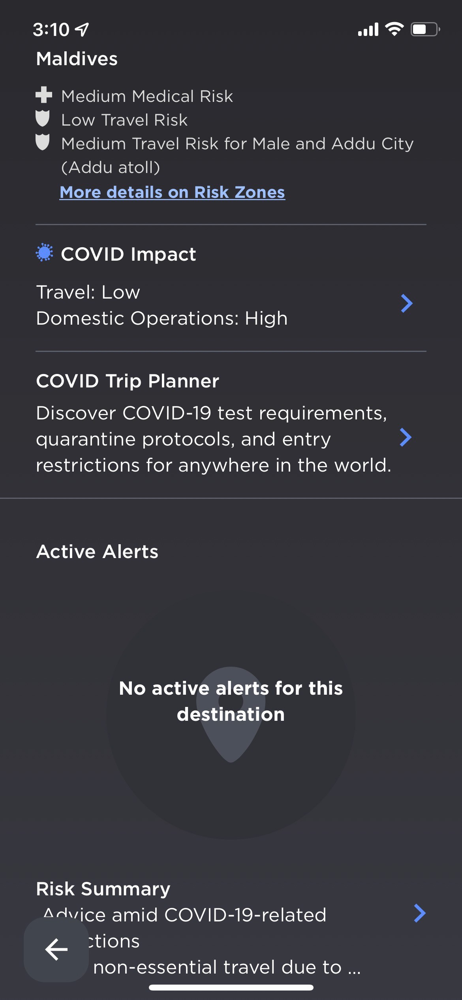 3:10
Maldives
Medium Medical Risk
Low Travel Risk
Medium Travel Risk for Male and Addu City
(Addu atoll)
More details on Risk Zones
COVID Impact
Travel: Low
Domestic Operations: High
COVID Trip Planner
Discover COVID-19 test requirements,
quarantine protocols, and entry
restrictions for anywhere in the world.
Active Alerts
No active alerts for this
destination
Risk Summary
Advice amid COVID-19-related
ctions
non-essential travel due to ...